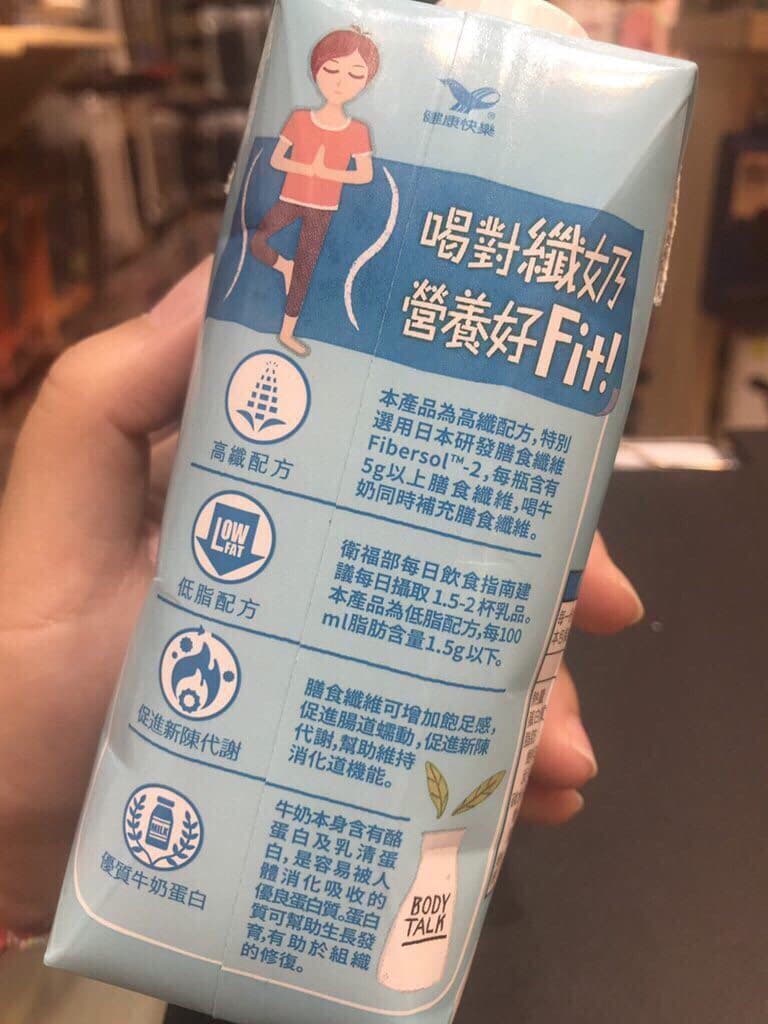 健康快樂
喝對纖奶
營養好Fit!
高纖配方
本產品為高纖配方,特別
選用日本研發膳食纖維
Fibersol™-2,每瓶含有
5g以上膳食纖維,喝牛
奶同時補充膳食纖維。
LOW
FAT
低脂配方
衛福部每日飲食指南建
議每日攝取1.5-2杯乳品。
本產品為低脂配方,每100
ml脂肪含量1.5g以下。
促進新陳代謝
膳食纖維可增加飽足感,
促進腸道蠕動,促進新陳
代謝,幫助維持
消化道機能。
MILK
優質牛奶蛋白
牛奶本身含有酪
蛋白及乳清蛋
白,是容易被人
體消化吸收的
優良蛋白質。蛋白
質可幫助生長發
育,有助於組織
的修復。
BODY
TALK